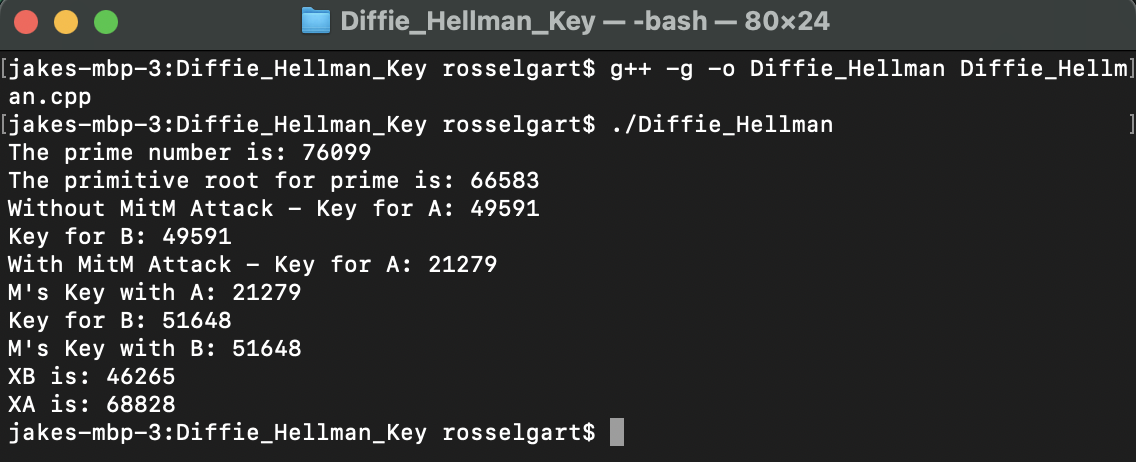 Diffie_Hellman_Key — -bash — 80×24
[jakes-mbp-3:Diffie_Hellman_Key rosselgart$ g++ -g -o Diffie_Hellman Diffie_Hellm]
an.cpp
[jakes-mbp-3:Diffie_Hellman_Key rosselgart$ ./Diffie_Hellman ]
The prime number is: 76099
The primitive root for prime is: 66583
Without MitM Attack - Key for A: 49591
Key for B: 49591
With MitM Attack - Key for A: 21279
M's Key with A: 21279
Key for B: 51648
M's Key with B: 51648
XB is: 46265
XA is: 68828
jakes-mbp-3:Diffie_Hellman_Key rosselgart$